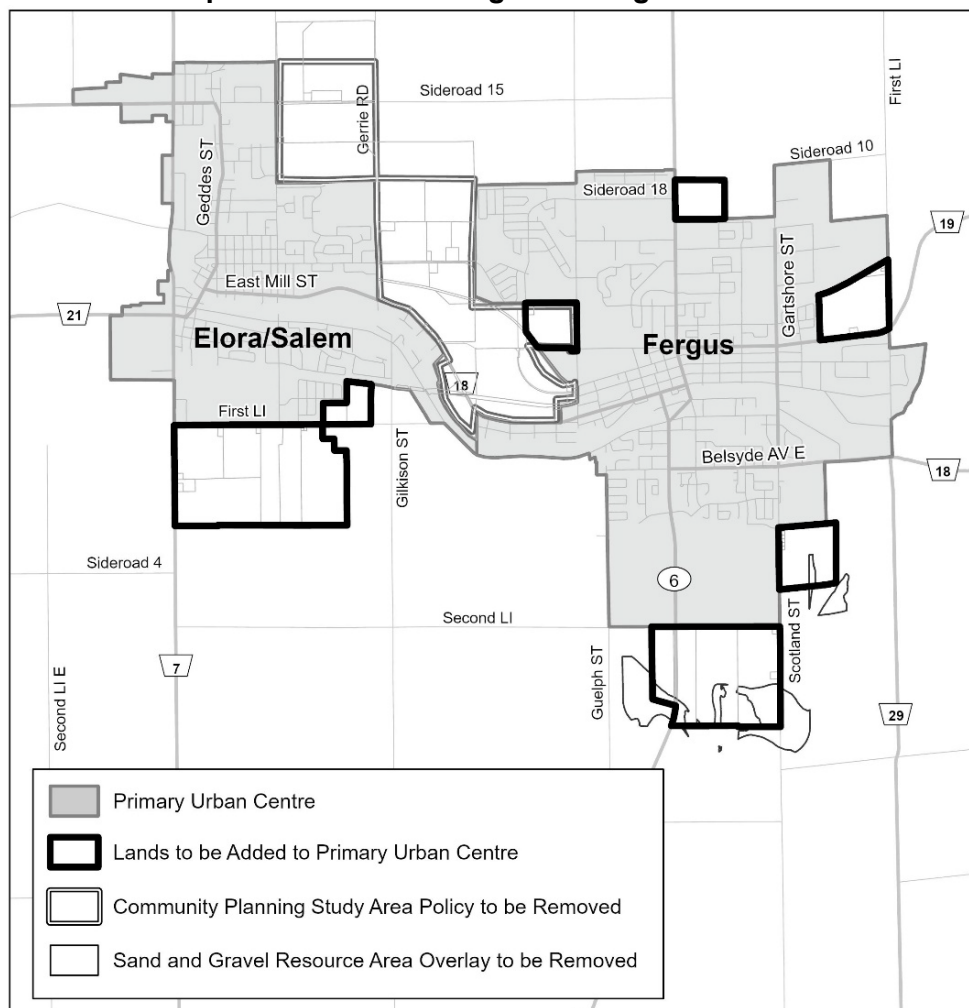 Sideroad 15
First LI
Gerrie RD
Geddes ST
Sideroad 10
Sideroad 18
Gartshore ST
19
East Mill ST
21
Elora/Salem
Fergus
18
First LI
Gilkison ST
Belsyde AV E
18
Sideroad 4
6
Second LI
Scotland ST
Guelph ST
7
Second LI E
29
Primary Urban Centre
Lands to be Added to Primary Urban Centre
Community Planning Study Area Policy to be Removed
Sand and Gravel Resource Area Overlay to be Removed